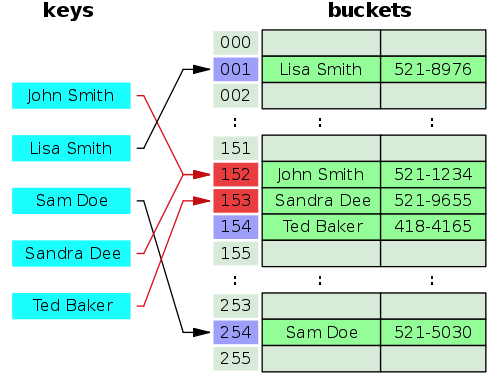 keys
buckets
000
001 Lisa Smith 521-8976
002
: : :
151
152 John Smith 521-1234
153 Sandra Dee 521-9655
154 Ted Baker 418-4165
155
: : :
253
254 Sam Doe 521-5030
255
John Smith
Lisa Smith
Sam Doe
Sandra Dee
Ted Baker